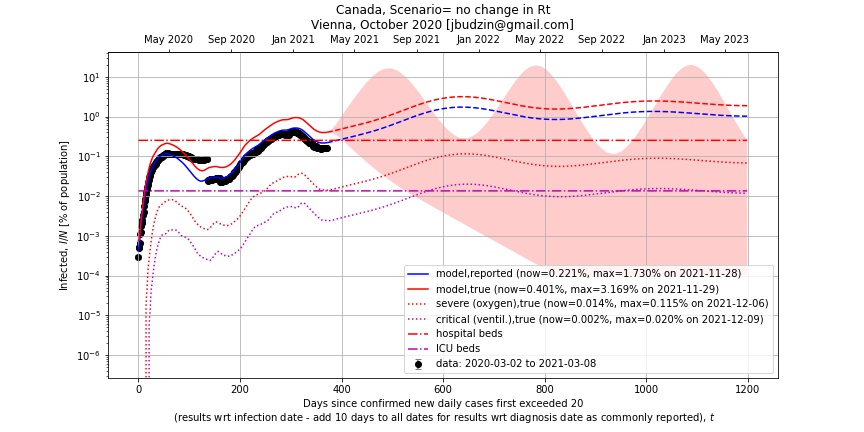 Canada, Scenario= no change in Rt
Vienna, October 2020 [jbudzin@gmail.com]
May 2020 Sep 2020 Jan 2021 May 2021 Sep 2021 Jan 2022 May 2022 Sep 2022 Jan 2023 May 2023
Infected, I/N [% of population]
10¹
10⁰
10⁻¹
10⁻²
10⁻³
10⁻⁴
10⁻⁵
10⁻⁶
model,reported (now=0.221%, max=1.730% on 2021-11-28)
model,true (now=0.401%, max=3.169% on 2021-11-29)
severe (oxygen),true (now=0.014%, max=0.115% on 2021-12-06)
critical (ventil.),true (now=0.002%, max=0.020% on 2021-12-09)
hospital beds
ICU beds
data: 2020-03-02 to 2021-03-08
0 200 400 600 800 1000 1200
Days since confirmed new daily cases first exceeded 20
(results wrt infection date - add 10 days to all dates for results wrt diagnosis date as commonly reported), t